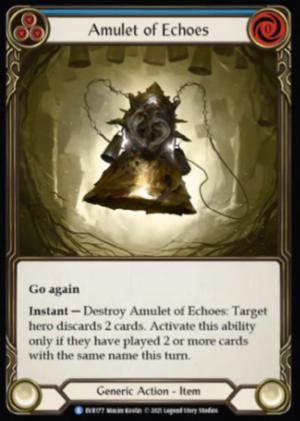 Amulet of Echoes
Go again
Instant — Destroy Amulet of Echoes: Target
hero discards 2 cards. Activate this ability
only if they have played 2 or more cards
with the same name this turn.
Generic Action - Item
EVR177 Maxim Kostin © 2021 Legend Story Studios